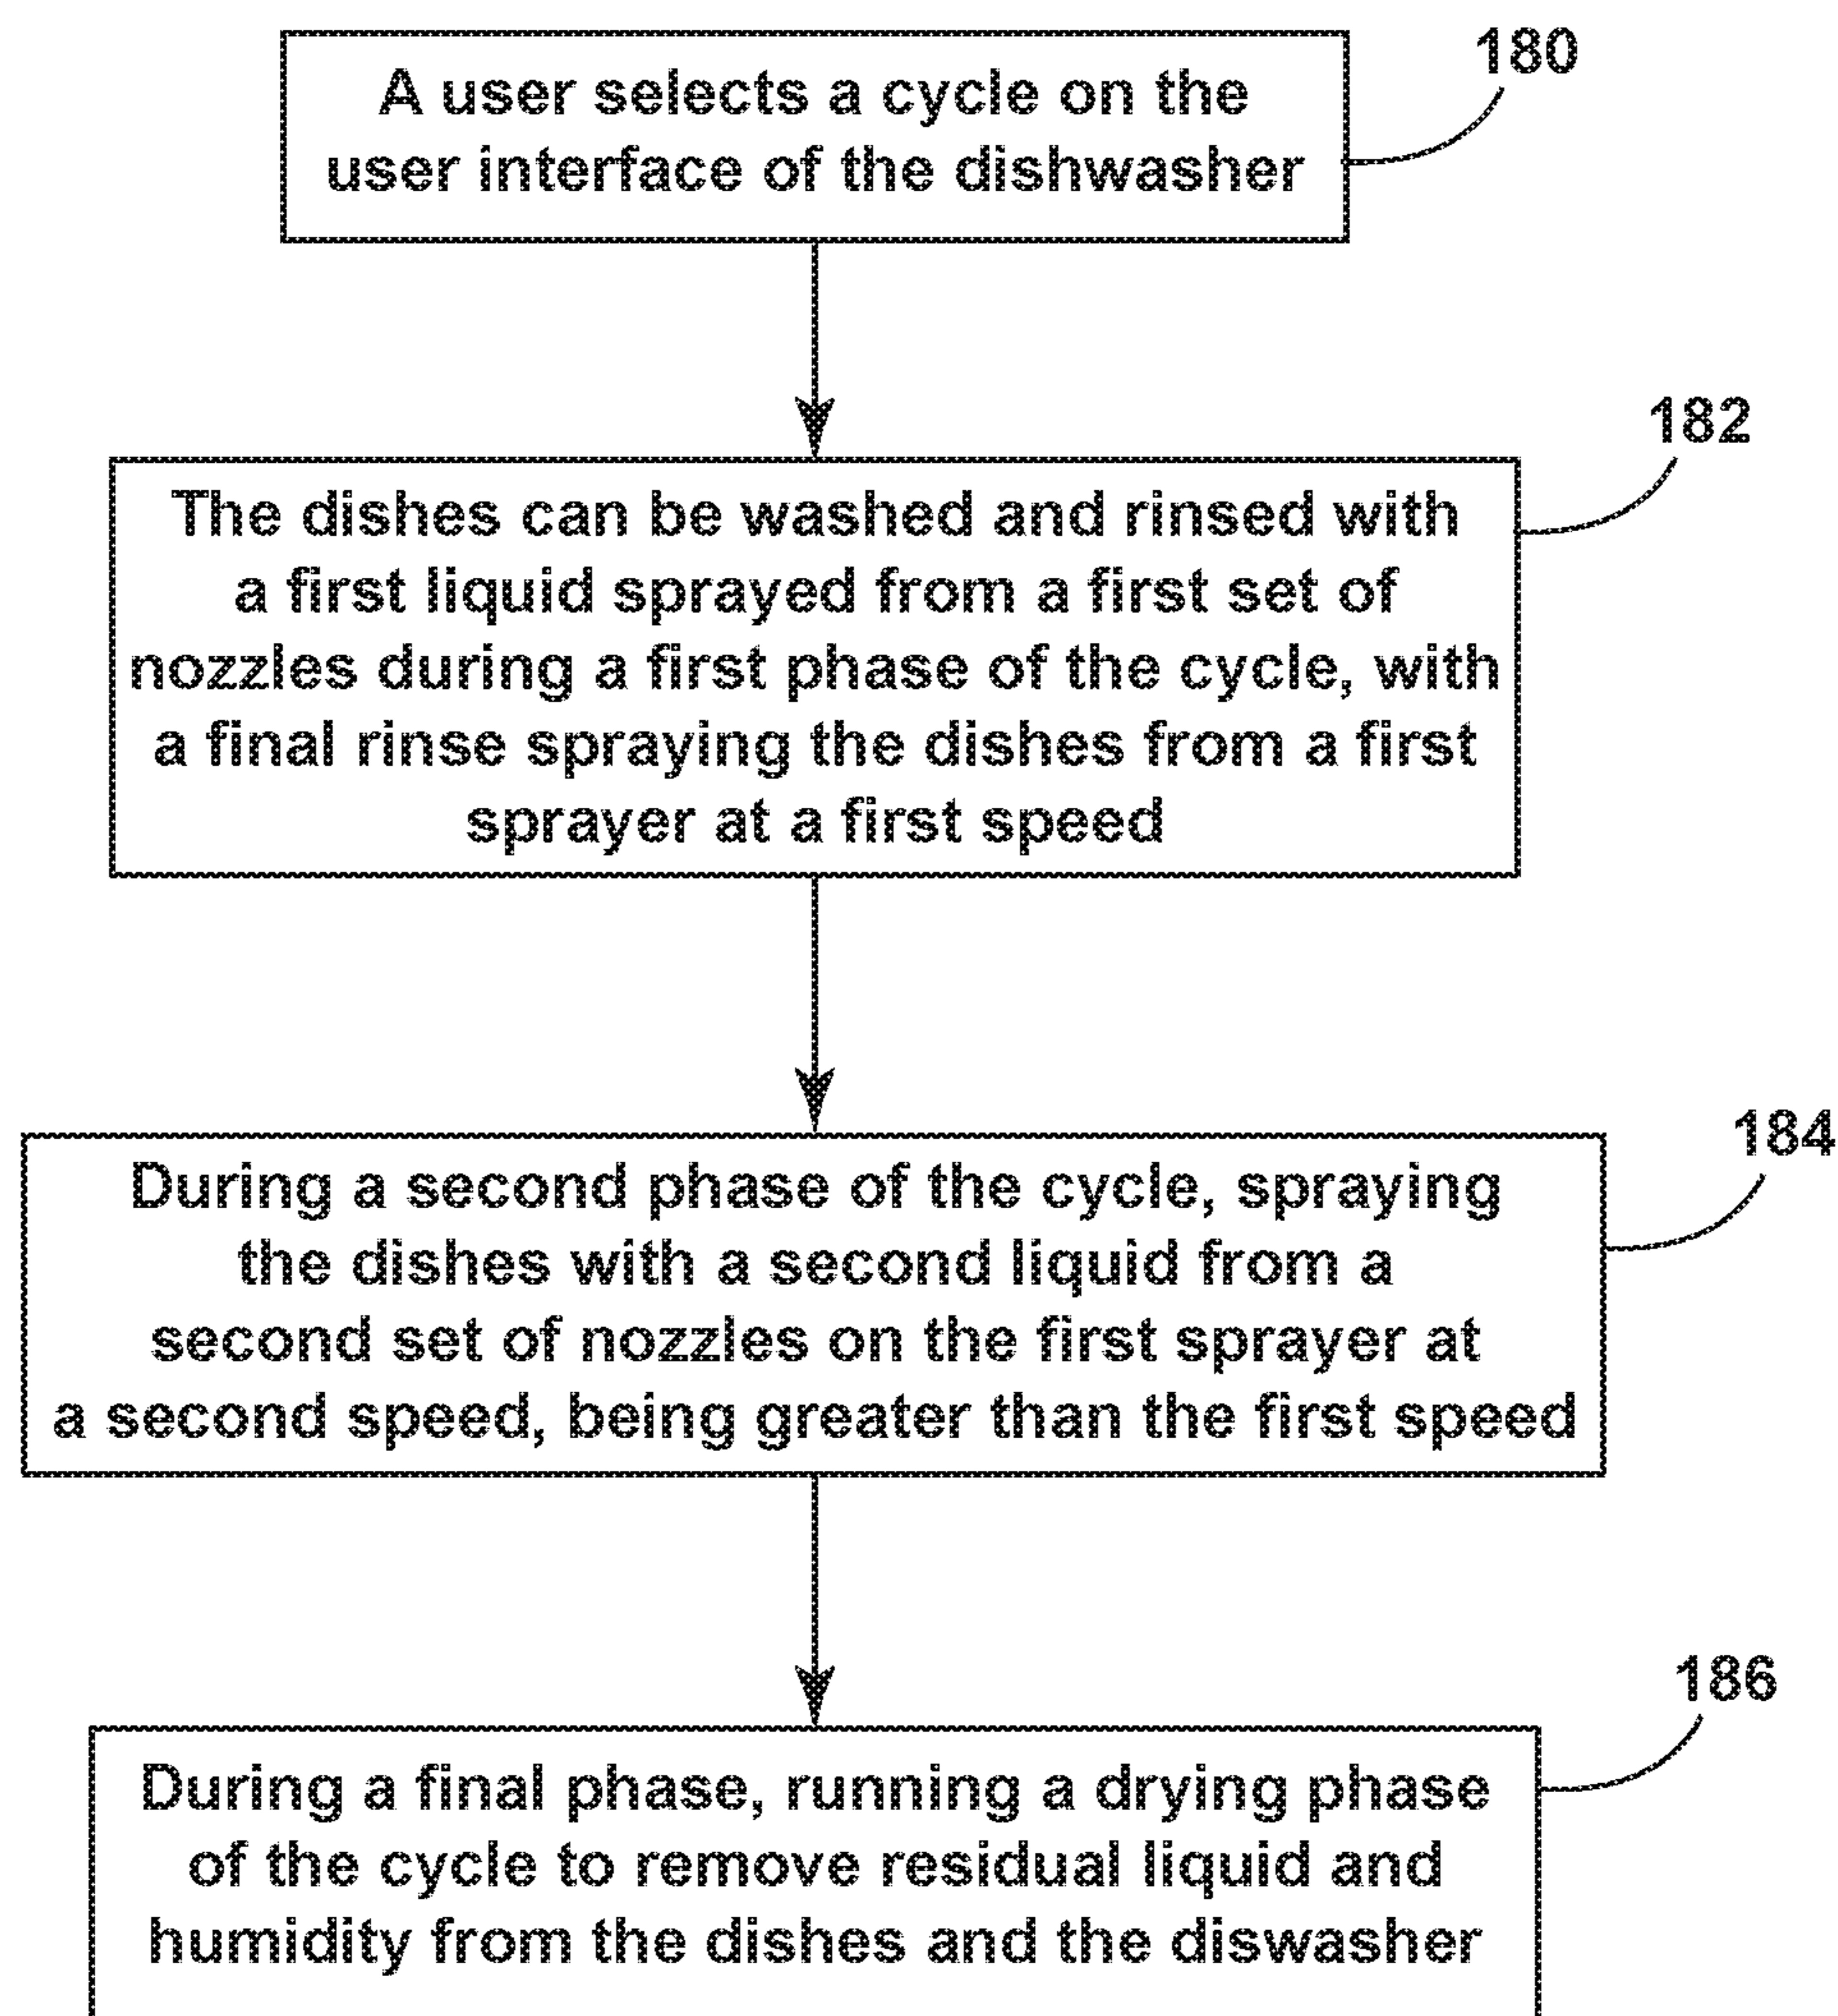 180
A user selects a cycle on the
user interface of the dishwasher
182
The dishes can be washed and rinsed with
a first liquid sprayed from a first set of
nozzles during a first phase of the cycle, with
a final rinse spraying the dishes from a first
sprayer at a first speed
184
During a second phase of the cycle, spraying
the dishes with a second liquid from a
second set of nozzles on the first sprayer at
a second speed, being greater than the first speed
186
During a final phase, running a drying phase
of the cycle to remove residual liquid and
humidity from the dishes and the diswasher